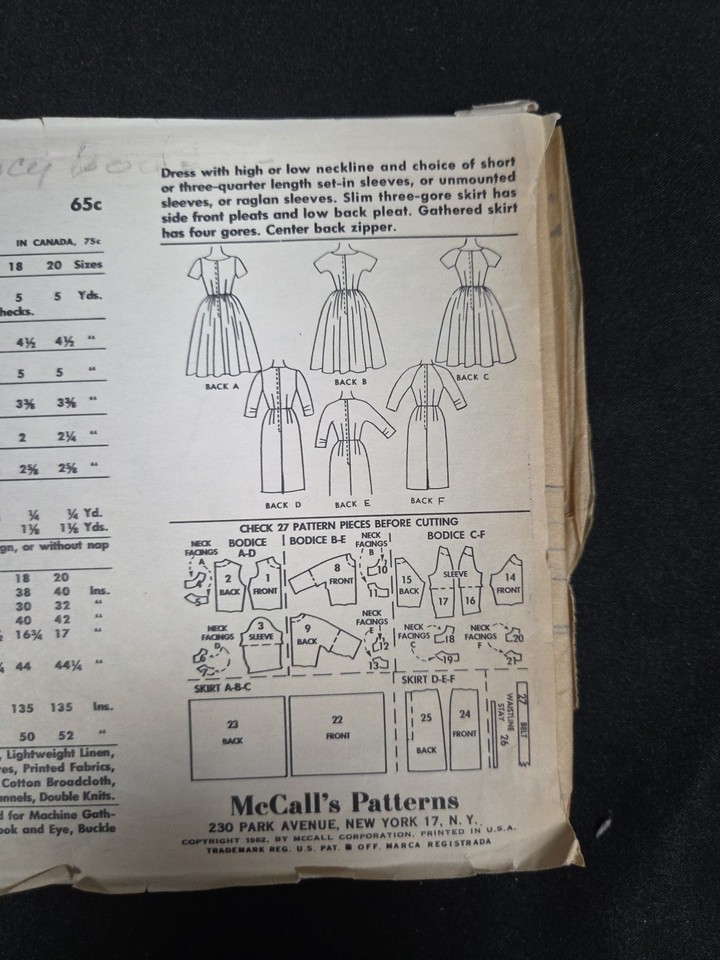 Dress with high or low neckline and choice of short
or three-quarter length set-in sleeves, or unmounted
sleeves, or raglan sleeves. Slim three-gore skirt has
side front pleats and low back pleat. Gathered skirt
has four gores. Center back zipper.
65c
IN CANADA, 75c
18 20 Sizes
5 5 Yds.
hecks.
4½ 4½ "
5 5 "
3⅜ 3⅜ "
2 2¼ "
2⅝ 2⅝ "
¼ ¼ Yd.
1⅛ 1⅛ Yds.
gn, or without nap
18 20
38 40 Ins.
30 32 "
40 42 "
16¾ 17 "
44 44¼ "
135 135 Ins.
50 52 "
, Lightweight Linen,
res, Printed Fabrics,
Cotton Broadcloth,
annels, Double Knits.
d for Machine Gath-
ook and Eye, Buckle
BACK A
BACK B
BACK C
BACK D
BACK E
BACK F
CHECK 27 PATTERN PIECES BEFORE CUTTING
NECK FACINGS A
4
5
BODICE A-D
2 BACK
1 FRONT
BODICE B-E
8 FRONT
NECK FACINGS B
10
11
BODICE C-F
15 BACK
SLEEVE
17
16
14 FRONT
NECK FACINGS D
6
7
3 SLEEVE
9 BACK
NECK FACINGS E
12
13
NECK FACINGS C
18
19
NECK FACINGS F
20
21
SKIRT A-B-C
23 BACK
22 FRONT
SKIRT D-E-F
25 BACK
24 FRONT
WAISTLINE STAY 26
27 BELT
McCall's Patterns
230 PARK AVENUE, NEW YORK 17, N. Y.
COPYRIGHT 1962, BY MCCALL CORPORATION, PRINTED IN U.S.A.
TRADEMARK REG. U.S. PAT. & OFF. MARCA REGISTRADA